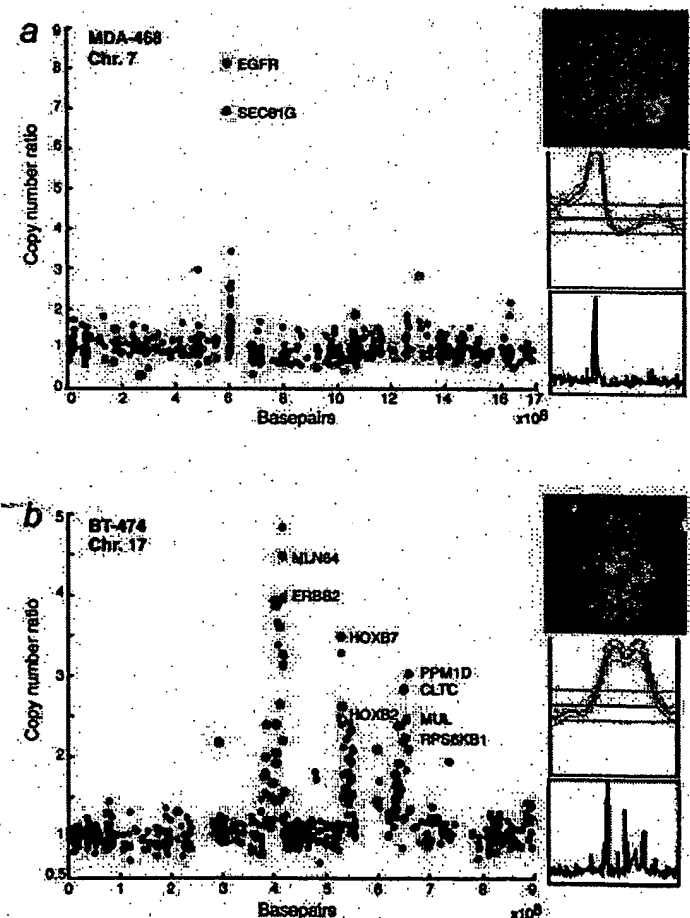 a
MDA-468
Chr. 7
9
8
7
6
5
4
3
2
1
0
EGFR
SEC61G
Copy number ratio
0 2 4 6 8 10 12 14 16 17
Basepairs
x10⁸
b
BT-474
Chr. 17
5
4
3
2
1
0.5
MLN64
ERBB2
HOXB7
PPM1D
CLTC
HOXB2
MUL
RPS6KB1
Copy number ratio
0 1 2 3 4 5 6 7 8 9
Basepairs
x10⁸